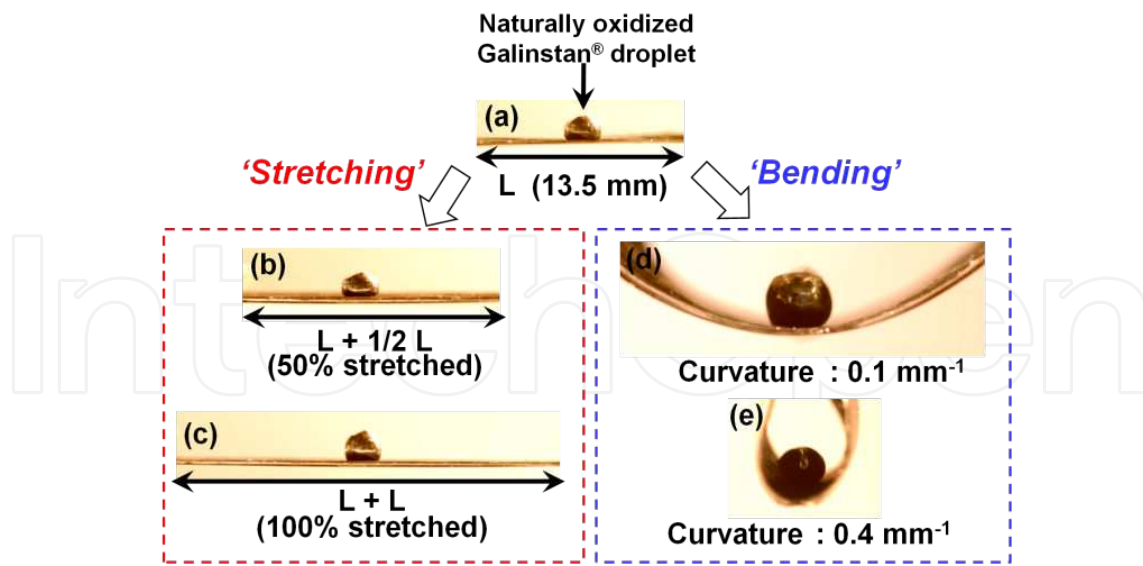 Naturally oxidized
Galinstan® droplet
(a)
L (13.5 mm)
‘Stretching’
‘Bending’
(b)
L + 1/2 L
(50% stretched)
(c)
L + L
(100% stretched)
(d)
Curvature : 0.1 mm⁻¹
(e)
Curvature : 0.4 mm⁻¹
IntechOpen